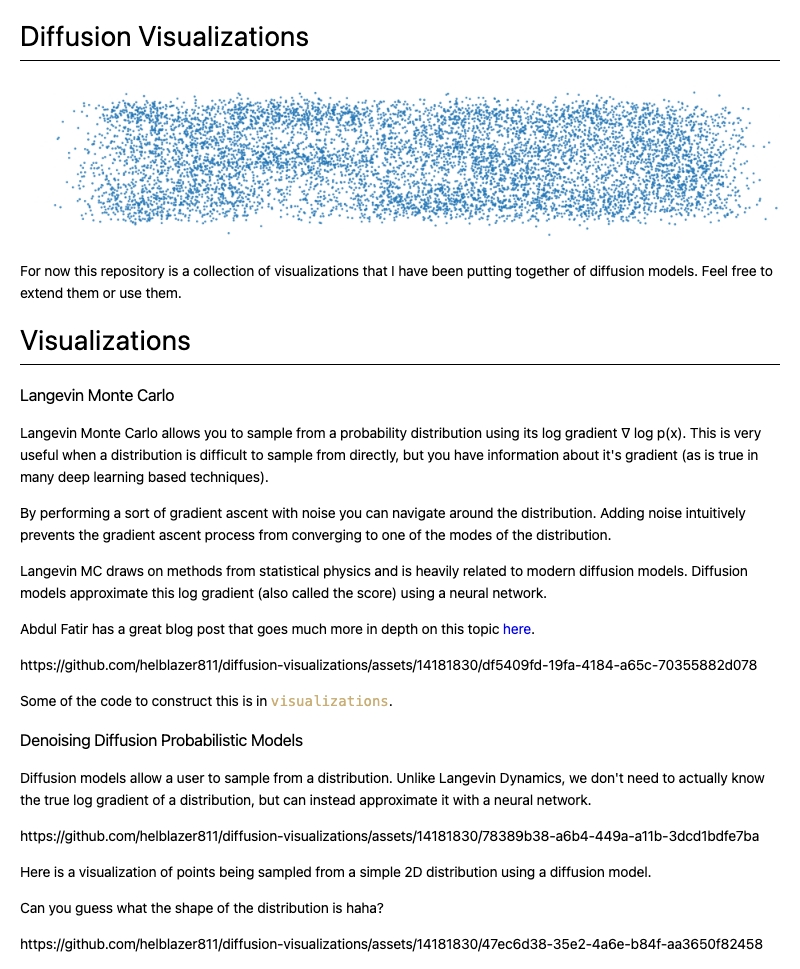 Diffusion Visualizations
For now this repository is a collection of visualizations that I have been putting together of diffusion models. Feel free to
extend them or use them.
Visualizations
Langevin Monte Carlo
Langevin Monte Carlo allows you to sample from a probability distribution using its log gradient ∇ log p(x). This is very
useful when a distribution is difficult to sample from directly, but you have information about it's gradient (as is true in
many deep learning based techniques).
By performing a sort of gradient ascent with noise you can navigate around the distribution. Adding noise intuitively
prevents the gradient ascent process from converging to one of the modes of the distribution.
Langevin MC draws on methods from statistical physics and is heavily related to modern diffusion models. Diffusion
models approximate this log gradient (also called the score) using a neural network.
Abdul Fatir has a great blog post that goes much more in depth on this topic here.
https://github.com/helblazer811/diffusion-visualizations/assets/14181830/df5409fd-19fa-4184-a65c-70355882d078
Some of the code to construct this is in visualizations.
Denoising Diffusion Probabilistic Models
Diffusion models allow a user to sample from a distribution. Unlike Langevin Dynamics, we don't need to actually know
the true log gradient of a distribution, but can instead approximate it with a neural network.
https://github.com/helblazer811/diffusion-visualizations/assets/14181830/78389b38-a6b4-449a-a11b-3dcd1bdfe7ba
Here is a visualization of points being sampled from a simple 2D distribution using a diffusion model.
Can you guess what the shape of the distribution is haha?
https://github.com/helblazer811/diffusion-visualizations/assets/14181830/47ec6d38-35e2-4a6e-b84f-aa3650f82458